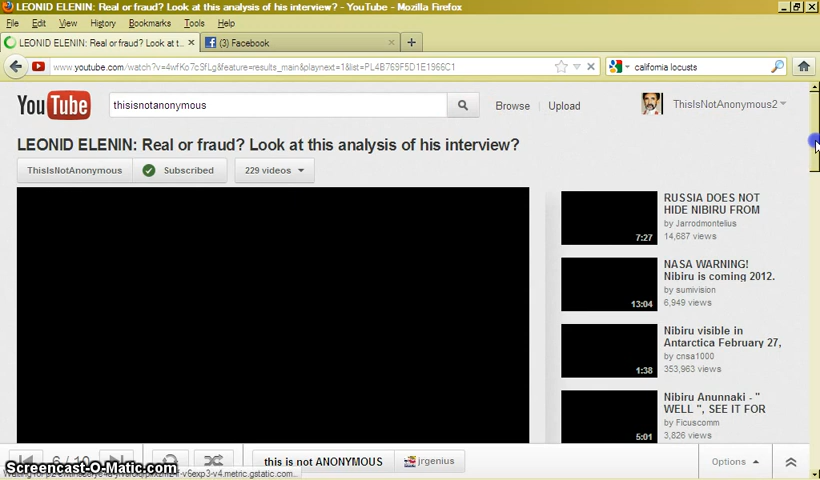 LEONID ELENIN: Real or fraud? Look at this analysis of his interview? - YouTube - Mozilla Firefox
File Edit View History Bookmarks Tools Help
LEONID ELENIN: Real or fraud? Look at t...
(3) Facebook
california locusts
YouTube
thisisnotanonymous
Browse Upload
ThisIsNotAnonymous2
LEONID ELENIN: Real or fraud? Look at this analysis of his interview?
ThisIsNotAnonymous Subscribed 229 videos
RUSSIA DOES NOT
HIDE NIBIRU FROM
by Jarrodmontelius
7:27
14,687 views
NASA WARNING!
Nibiru is coming 2012.
by sumivision
13:04
6,949 views
Nibiru visible in
Antarctica February 27,
by cnsa1000
1:38
353,963 views
Nibiru Anunnaki - "
WELL ", SEE IT FOR
by Ficuscomm
5:01
3,826 views
this is not ANONYMOUS
jrgenius
Options
Screencast-O-Matic.com